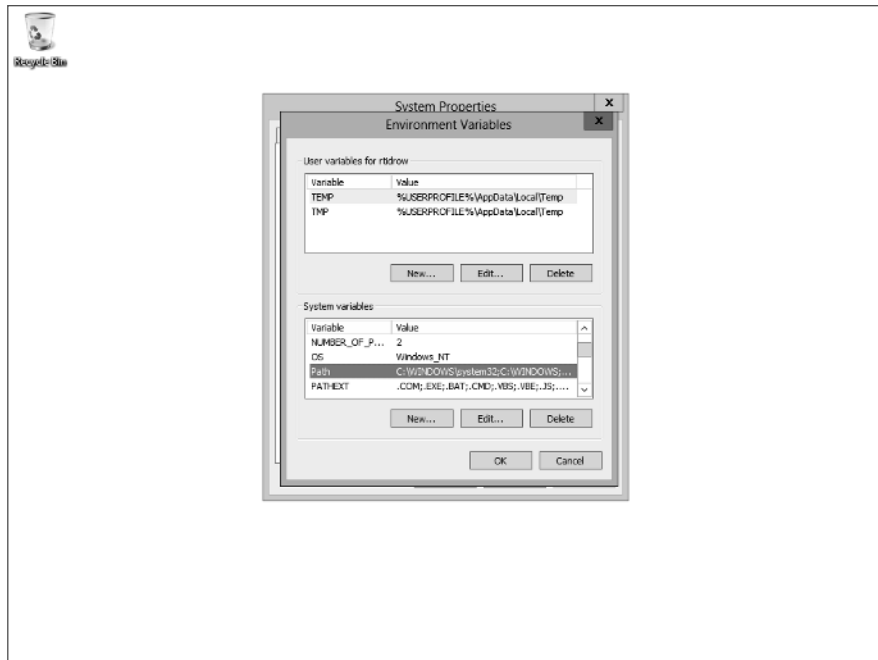 Recycle Bin
System Properties
x
Environment Variables
x
User variables for rtidrow
Variable Value
TEMP %USERPROFILE%\AppData\Local\Temp
TMP %USERPROFILE%\AppData\Local\Temp
New... Edit... Delete
System variables
Variable Value
NUMBER_OF_P... 2
OS Windows_NT
Path C:\WINDOWS\system32;C:\WINDOWS;...
PATHEXT .COM;.EXE;.BAT;.CMD;.VBS;.VBE;.JS;....
New... Edit... Delete
OK Cancel